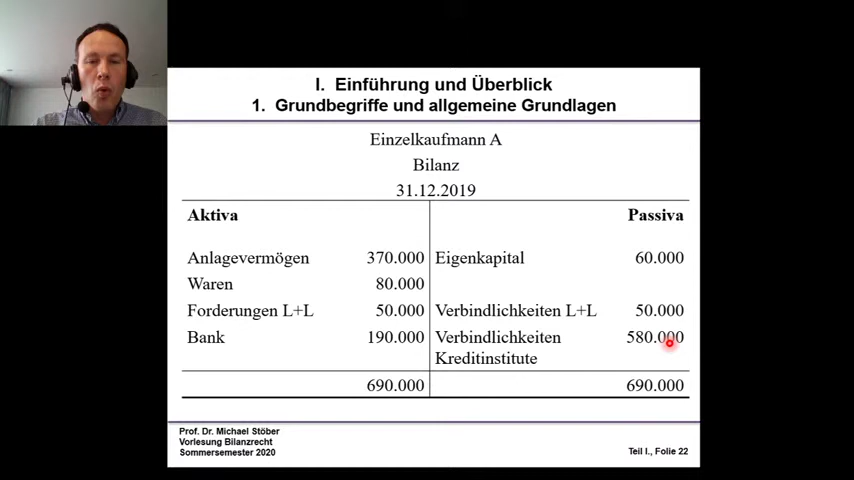 I. Einführung und Überblick
1. Grundbegriffe und allgemeine Grundlagen
Einzelkaufmann A
Bilanz
31.12.2019
Aktiva Passiva
Anlagevermögen 370.000 Eigenkapital 60.000
Waren 80.000
Forderungen L+L 50.000 Verbindlichkeiten L+L 50.000
Bank 190.000 Verbindlichkeiten 580.000
Kreditinstitute
690.000 690.000
Prof. Dr. Michael Stöber
Vorlesung Bilanzrecht
Sommersemester 2020
Teil I., Folie 22